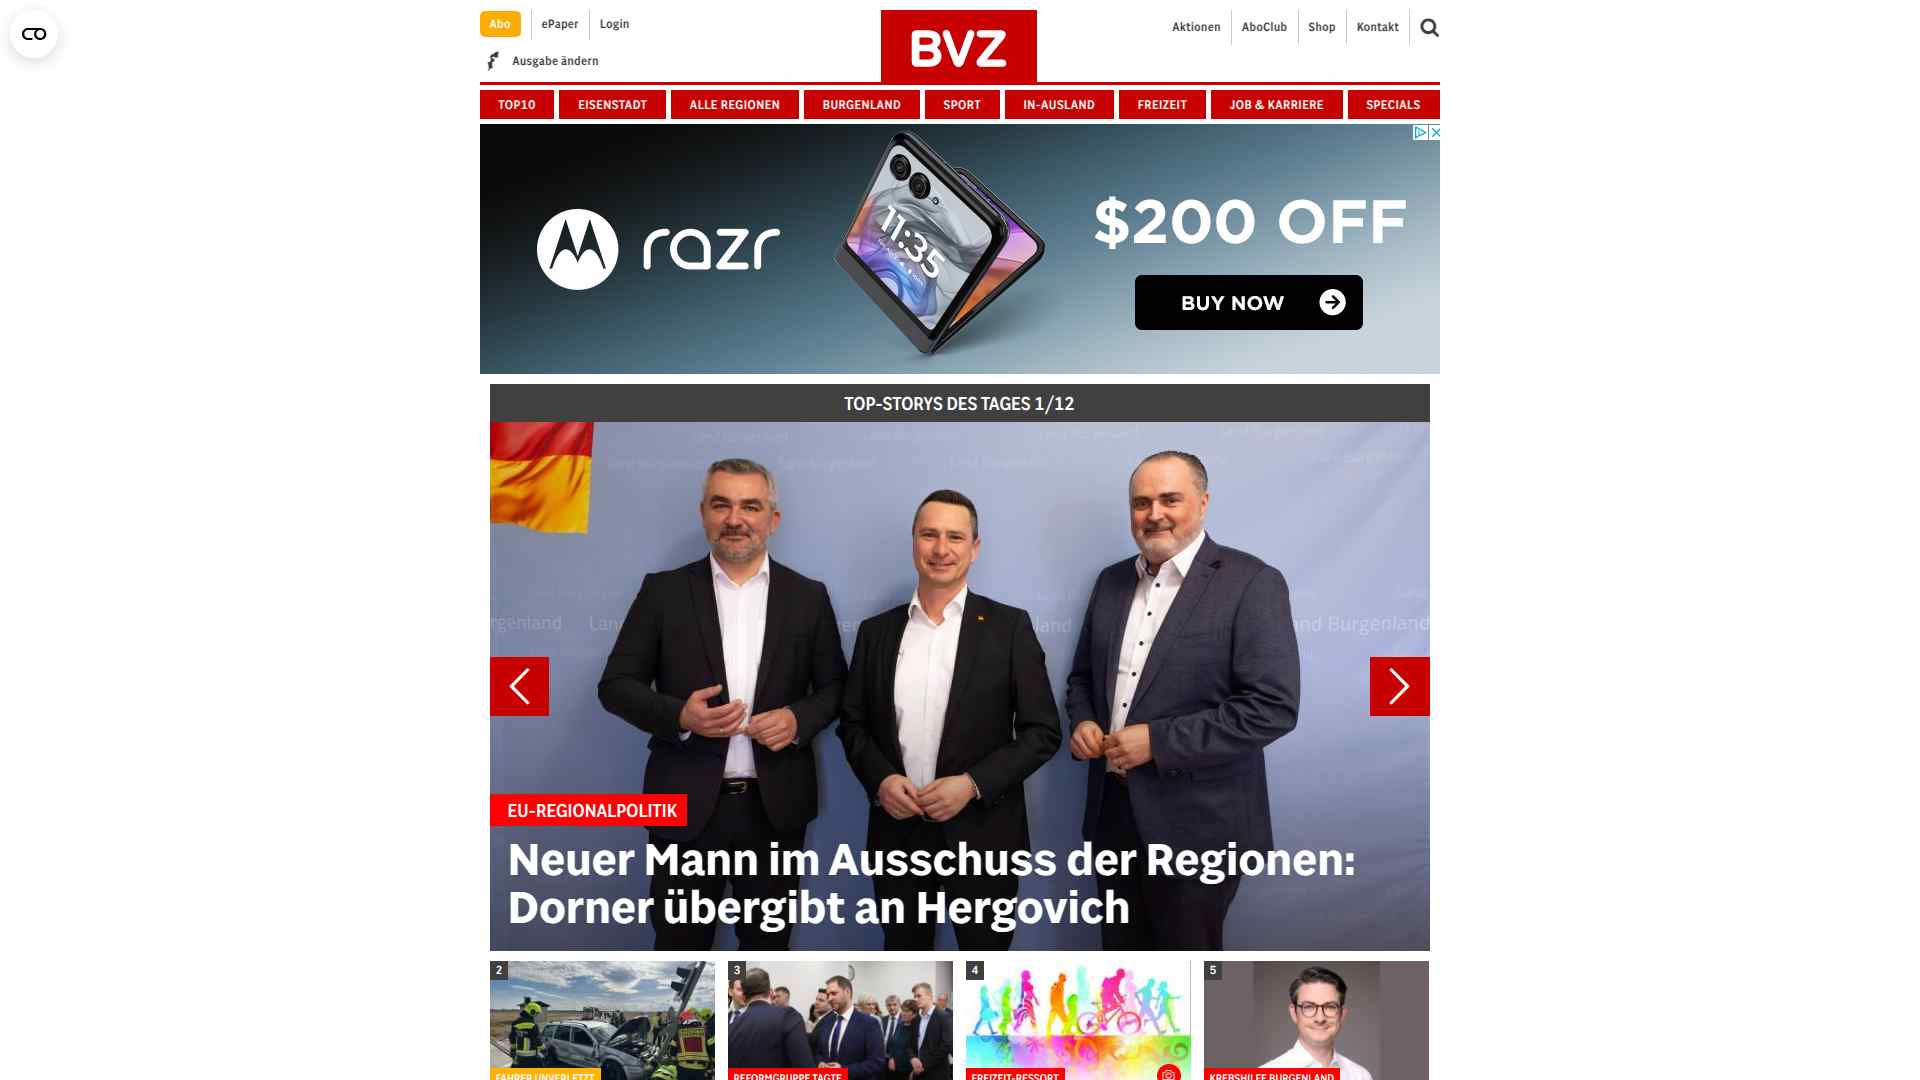 Abo
ePaper
Login
Ausgabe ändern
BVZ
Aktionen
AboClub
Shop
Kontakt
TOP10
EISENSTADT
ALLE REGIONEN
BURGENLAND
SPORT
IN-AUSLAND
FREIZEIT
JOB & KARRIERE
SPECIALS
razr
11:35
$200 OFF
BUY NOW
TOP-STORYS DES TAGES 1/12
Land Burgenland
EU-REGIONALPOLITIK
Neuer Mann im Ausschuss der Regionen:
Dorner übergibt an Hergovich
2
3
4
5
FAHRER UNVERLETZT
REFORMGRUPPE TAGTE
FREIZEIT-RESSORT
KREBSHILFE BURGENLAND